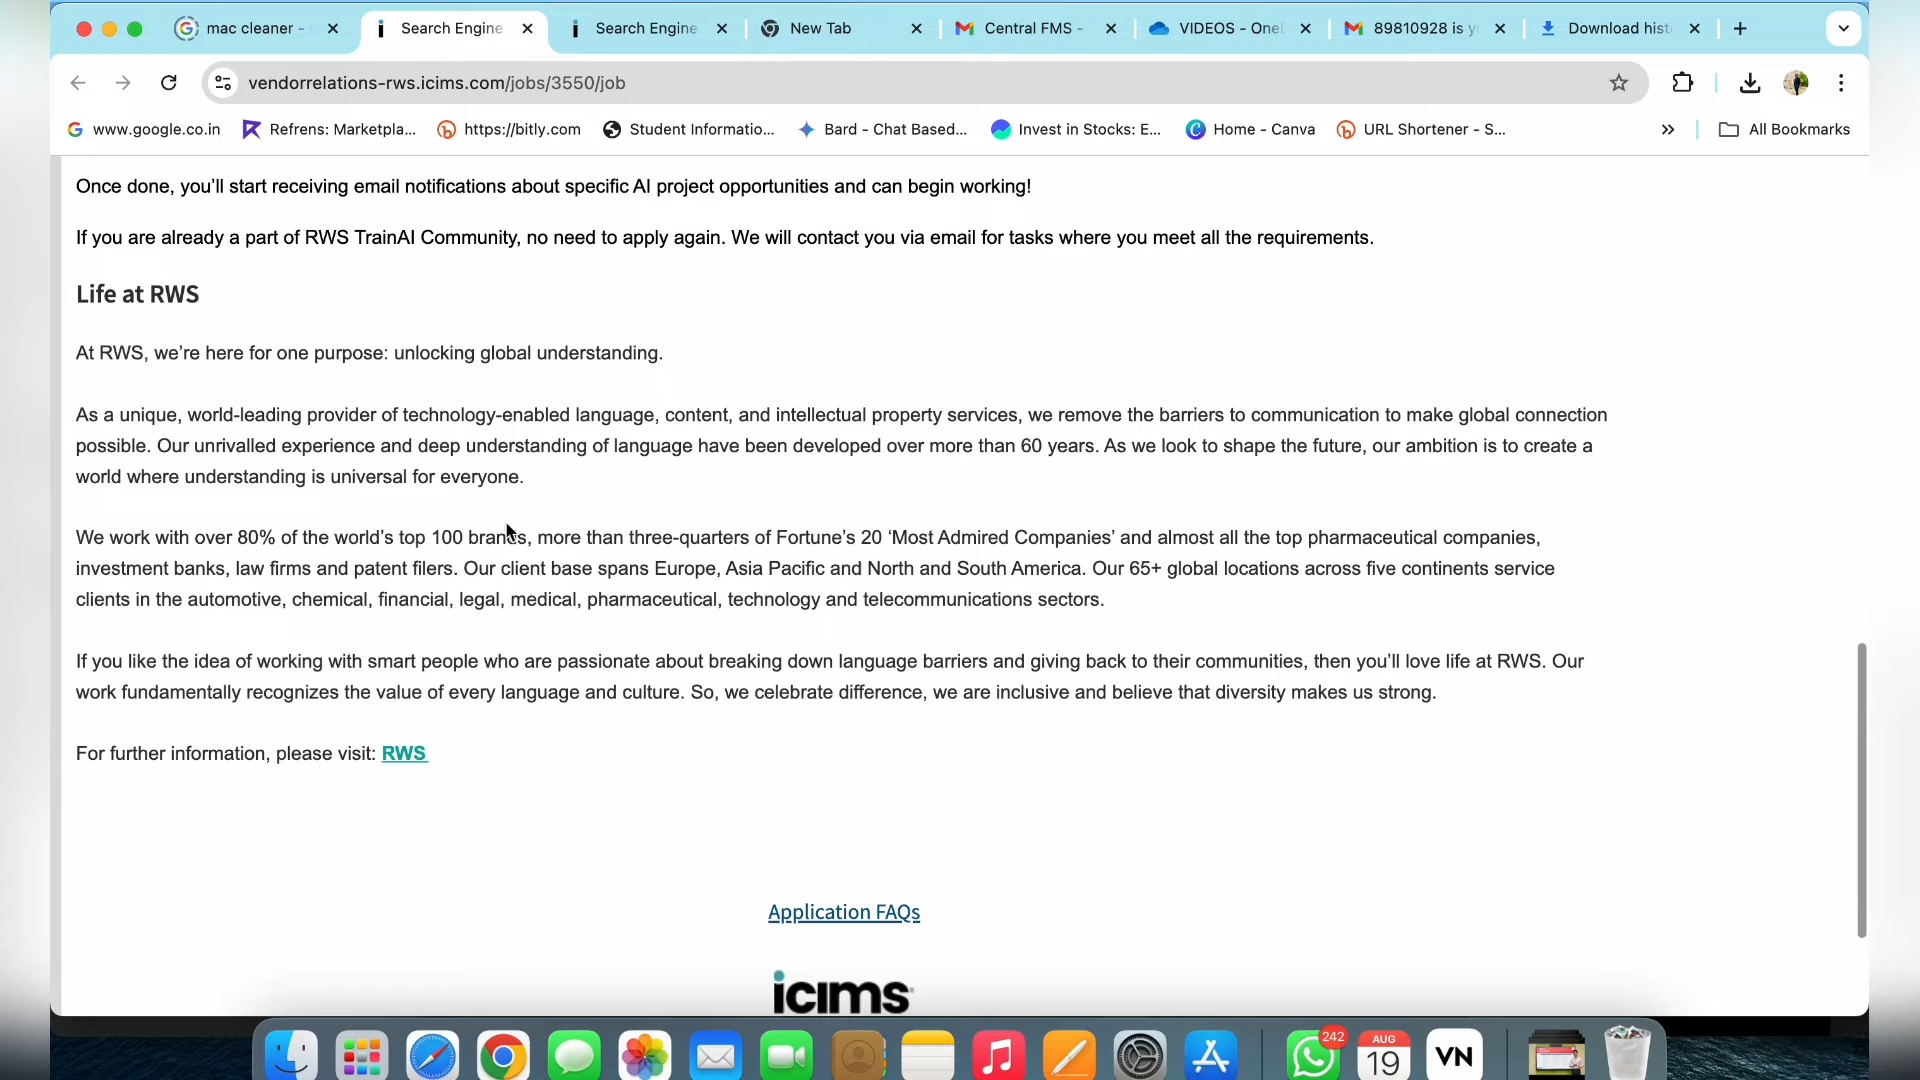 mac cleaner -
Search Engine
Search Engine
New Tab
Central FMS -
VIDEOS - One
89810928 is y
Download hist
vendorrelations-rws.icims.com/jobs/3550/job
www.google.co.in
Refrens: Marketpla...
https://bitly.com
Student Informatio...
Bard - Chat Based...
Invest in Stocks: E...
Home - Canva
URL Shortener - S...
All Bookmarks
Once done, you’ll start receiving email notifications about specific AI project opportunities and can begin working!
If you are already a part of RWS TrainAI Community, no need to apply again. We will contact you via email for tasks where you meet all the requirements.
Life at RWS
At RWS, we’re here for one purpose: unlocking global understanding.
As a unique, world-leading provider of technology-enabled language, content, and intellectual property services, we remove the barriers to communication to make global connection
possible. Our unrivalled experience and deep understanding of language have been developed over more than 60 years. As we look to shape the future, our ambition is to create a
world where understanding is universal for everyone.
We work with over 80% of the world’s top 100 brands, more than three-quarters of Fortune’s 20 ‘Most Admired Companies’ and almost all the top pharmaceutical companies,
investment banks, law firms and patent filers. Our client base spans Europe, Asia Pacific and North and South America. Our 65+ global locations across five continents service
clients in the automotive, chemical, financial, legal, medical, pharmaceutical, technology and telecommunications sectors.
If you like the idea of working with smart people who are passionate about breaking down language barriers and giving back to their communities, then you’ll love life at RWS. Our
work fundamentally recognizes the value of every language and culture. So, we celebrate difference, we are inclusive and believe that diversity makes us strong.
For further information, please visit: RWS
Application FAQs
icims
242
AUG
19
VN